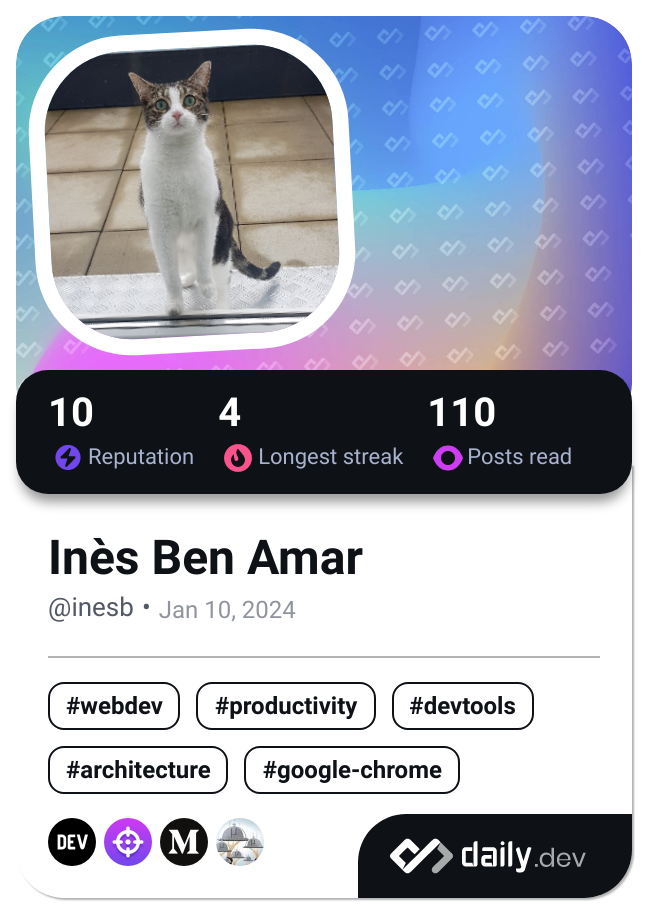 10 4 110
Reputation Longest streak Posts read
Inès Ben Amar
@inesb • Jan 10, 2024
#webdev #productivity #devtools
#architecture #google-chrome
DEV M daily.dev